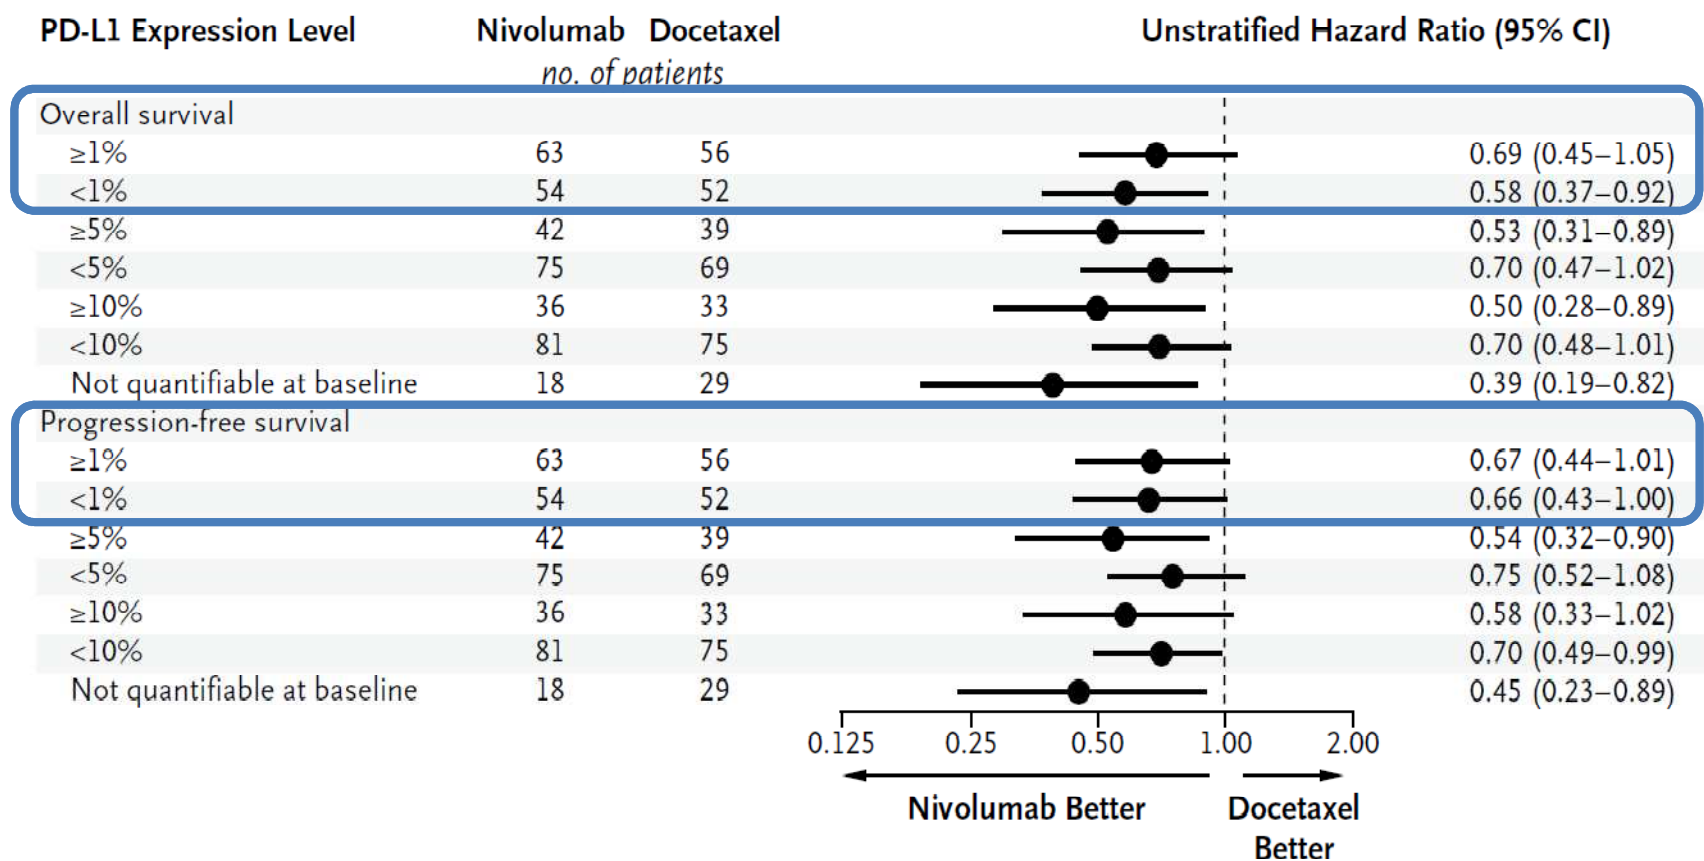 PD-L1 Expression Level Nivolumab Docetaxel Unstratified Hazard Ratio (95% CI)
no. of patients
Overall survival
≥1% 63 56 0.69 (0.45–1.05)
<1% 54 52 0.58 (0.37–0.92)
≥5% 42 39 0.53 (0.31–0.89)
<5% 75 69 0.70 (0.47–1.02)
≥10% 36 33 0.50 (0.28–0.89)
<10% 81 75 0.70 (0.48–1.01)
Not quantifiable at baseline 18 29 0.39 (0.19–0.82)
Progression-free survival
≥1% 63 56 0.67 (0.44–1.01)
<1% 54 52 0.66 (0.43–1.00)
≥5% 42 39 0.54 (0.32–0.90)
<5% 75 69 0.75 (0.52–1.08)
≥10% 36 33 0.58 (0.33–1.02)
<10% 81 75 0.70 (0.49–0.99)
Not quantifiable at baseline 18 29 0.45 (0.23–0.89)
0.125 0.25 0.50 1.00 2.00
Nivolumab Better Docetaxel
Better